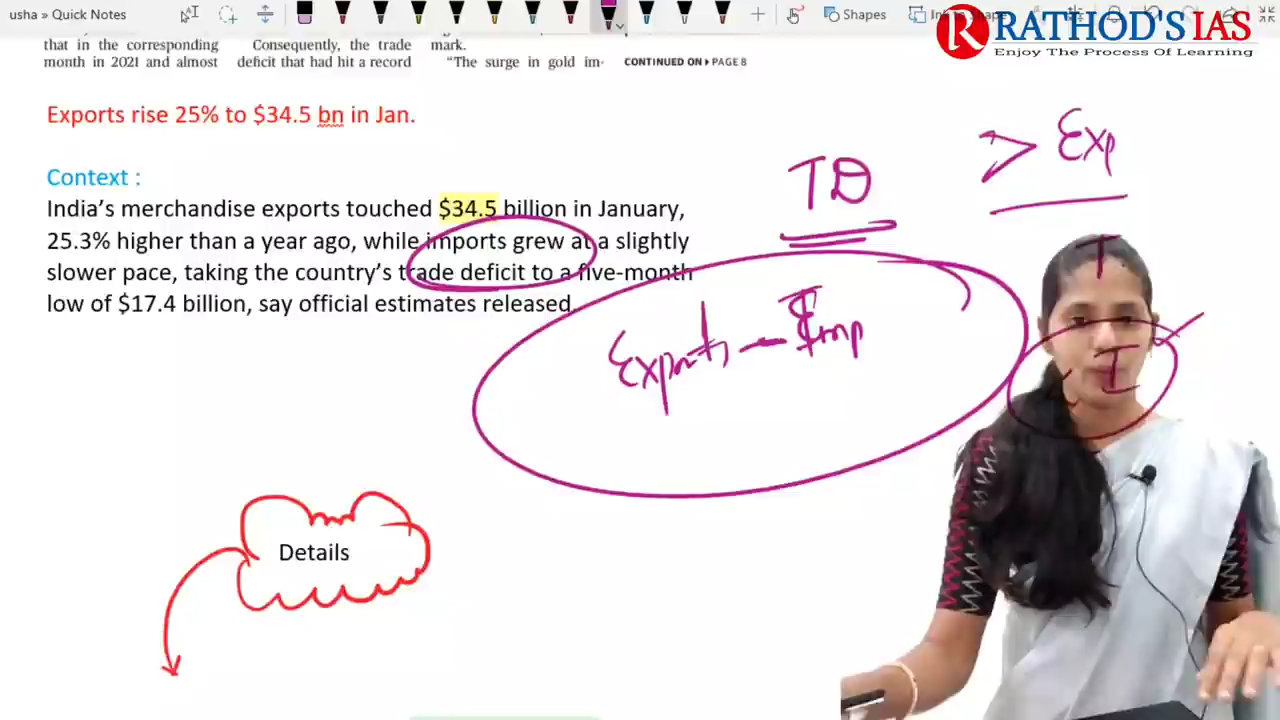 usha » Quick Notes
Shapes
RATHOD'S IAS
Enjoy The Process Of Learning
that in the corresponding
month in 2021 and almost
Consequently, the trade
deficit that had hit a record
mark.
"The surge in gold im-
CONTINUED ON PAGE 8
Exports rise 25% to $34.5 bn in Jan.
> Exp
TD
Context :
India's merchandise exports touched $34.5 billion in January,
25.3% higher than a year ago, while imports grew at a slightly
slower pace, taking the country's trade deficit to a five-month
low of $17.4 billion, say official estimates released.
Exports - Imp
I
Details